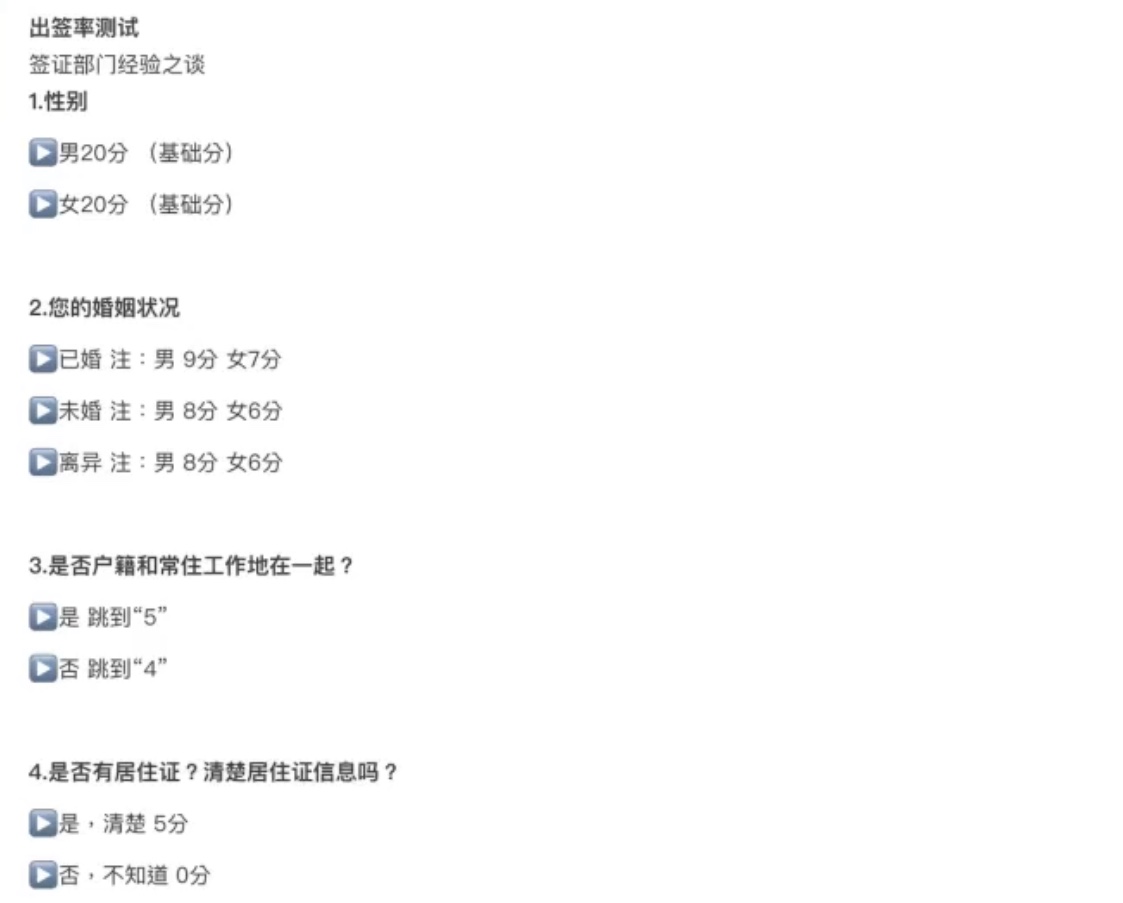 出签率测试
签证部门经验之谈
1.性别
▶️男20分 （基础分）
▶️女20分 （基础分）
2.您的婚姻状况
▶️已婚 注：男 9分 女7分
▶️未婚 注：男 8分 女6分
▶️离异 注：男 8分 女6分
3.是否户籍和常住工作地在一起？
▶️是 跳到“5”
▶️否 跳到“4”
4.是否有居住证？清楚居住证信息吗？
▶️是，清楚 5分
▶️否，不知道 0分